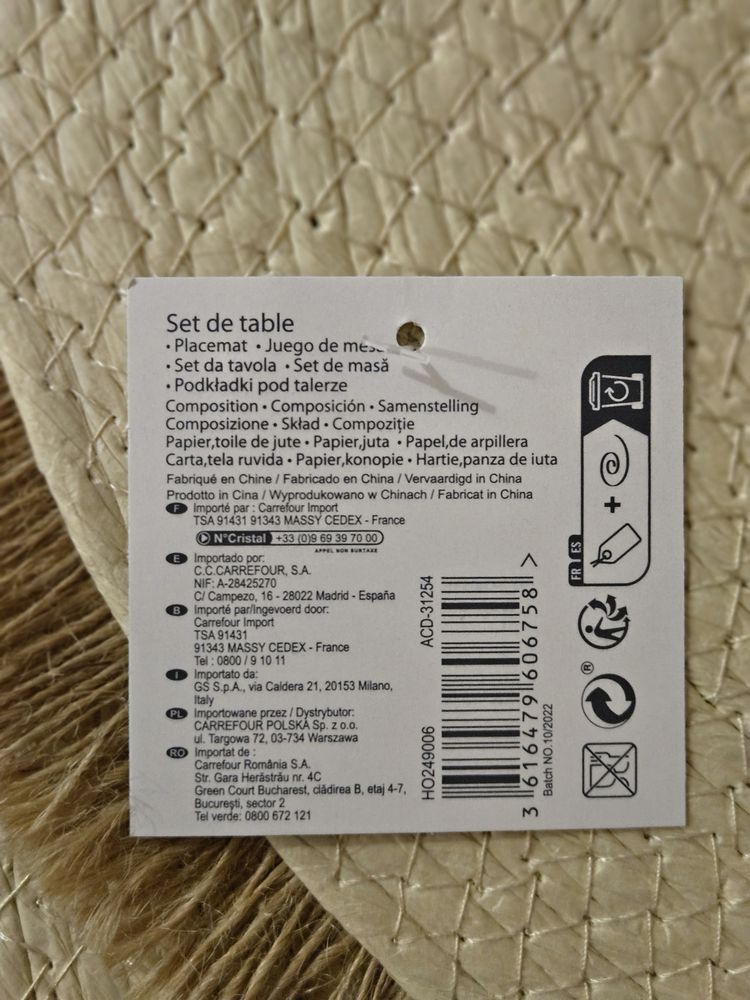 Set de table
• Placemat • Juego de mesa
• Set da tavola • Set de masă
• Podkładki pod talerze
Composition • Composición • Samenstelling
Composizione • Skład • Compoziţie
Papier,toile de jute • Papier,juta • Papel,de arpillera
Carta,tela ruvida • Papier,konopie • Hartie,panza de iuta
Fabriqué en Chine / Fabricado en China / Vervaardigd in China
Prodotto in Cina / Wyprodukowano w Chinach / Fabricat in China
F Importé par : Carrefour Import
TSA 91431 91343 MASSY CEDEX - France
N°Cristal +33 (0)9 69 39 70 00
APPEL NON SURTAXE
E Importado por:
C.C.CARREFOUR, S.A.
NIF: A-28425270
C/ Campezo, 16 - 28022 Madrid - España
B Importé par/Ingevoerd door:
Carrefour Import
TSA 91431
91343 MASSY CEDEX - France
Tel : 0800 / 9 10 11
I Importato da:
GS S.p.A., via Caldera 21, 20153 Milano,
Italy
PL Importowane przez / Dystrybutor:
CARREFOUR POLSKA Sp. z o.o.
ul. Targowa 72, 03-734 Warszawa
RO Importat de :
Carrefour România S.A.
Str. Gara Herăstrău nr. 4C
Green Court Bucharest, clădirea B, etaj 4-7,
Bucureşti, sector 2
Tel verde: 0800 672 121
HO249006
ACD-31254
3 616479 606758 >
Batch NO.10/2022
FR ES
+
®